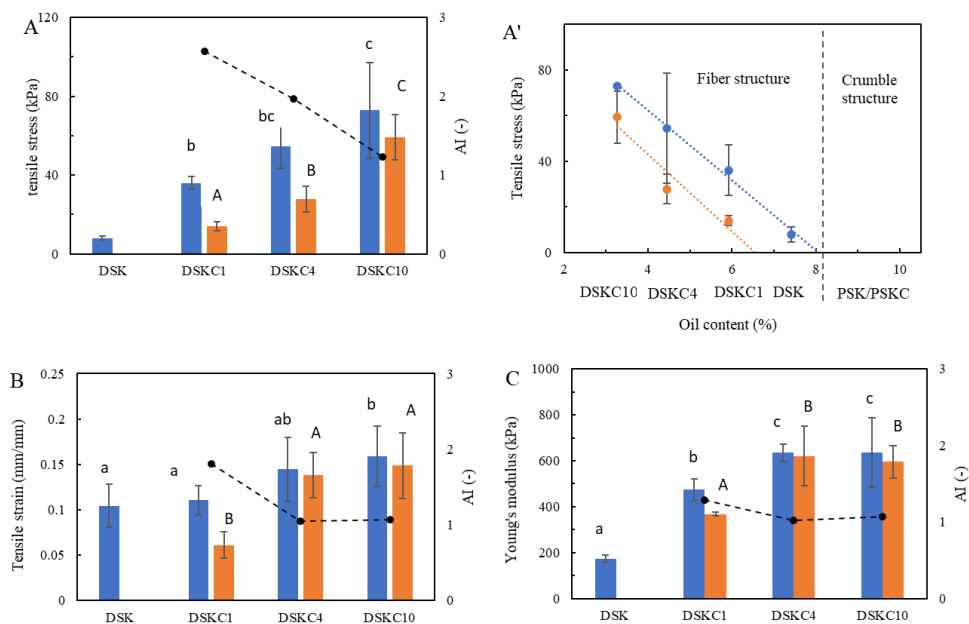 A
tensile stress (kPa)
120
80
40
0
3
2
1
0
AI (-)
b
A
bc
B
c
C
DSK
DSKC1
DSKC4
DSKC10
A'
Tensile stress (kPa)
80
40
0
Fiber structure
Crumble
structure
2
4
6
8
10
DSKC10
DSKC4
DSKC1
DSK
PSK/PSKC
Oil content (%)
B
Tensile strain (mm/mm)
0.25
0.2
0.15
0.1
0.05
0
3
2
1
0
AI (-)
a
a
B
ab
A
b
A
DSK
DSKC1
DSKC4
DSKC10
C
Young's modulus (kPa)
1000
800
600
400
200
0
3
2
1
0
AI (-)
a
b
A
c
B
c
B
DSK
DSKC1
DSKC4
DSKC10